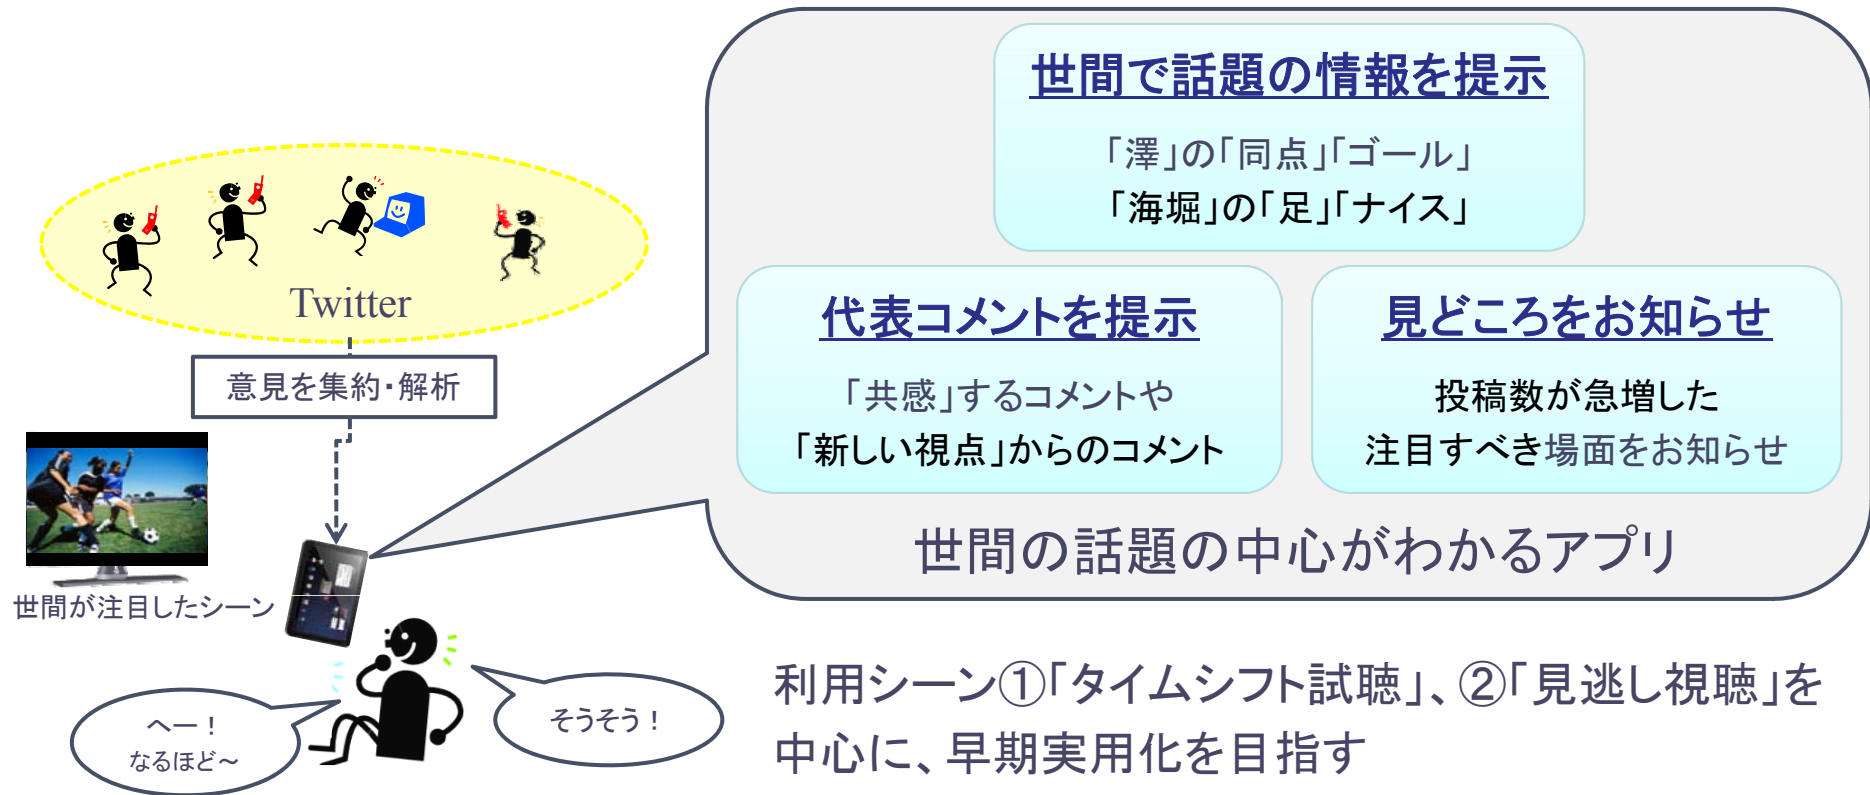 世間で話題の情報を提示
「澤」の「同点」「ゴール」
「海堀」の「足」「ナイス」
Twitter
代表コメントを提示
「共感」するコメントや
「新しい視点」からのコメント
見どころをお知らせ
投稿数が急増した
注目すべき場面をお知らせ
意見を集約・解析
世間の話題の中心がわかるアプリ
世間が注目したシーン
へー！
なるほど～
そうそう！
利用シーン①「タイムシフト試聴」、②「見逃し視聴」を
中心に、早期実用化を目指す